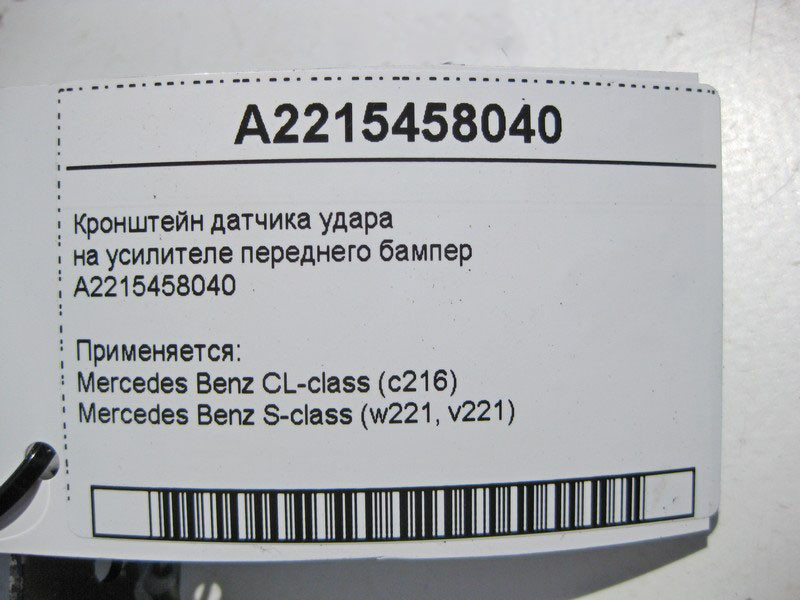 A2215458040
Кронштейн датчика удара
на усилителе переднего бампер
A2215458040
Применяется:
Mercedes Benz CL-class (c216)
Mercedes Benz S-class (w221, v221)